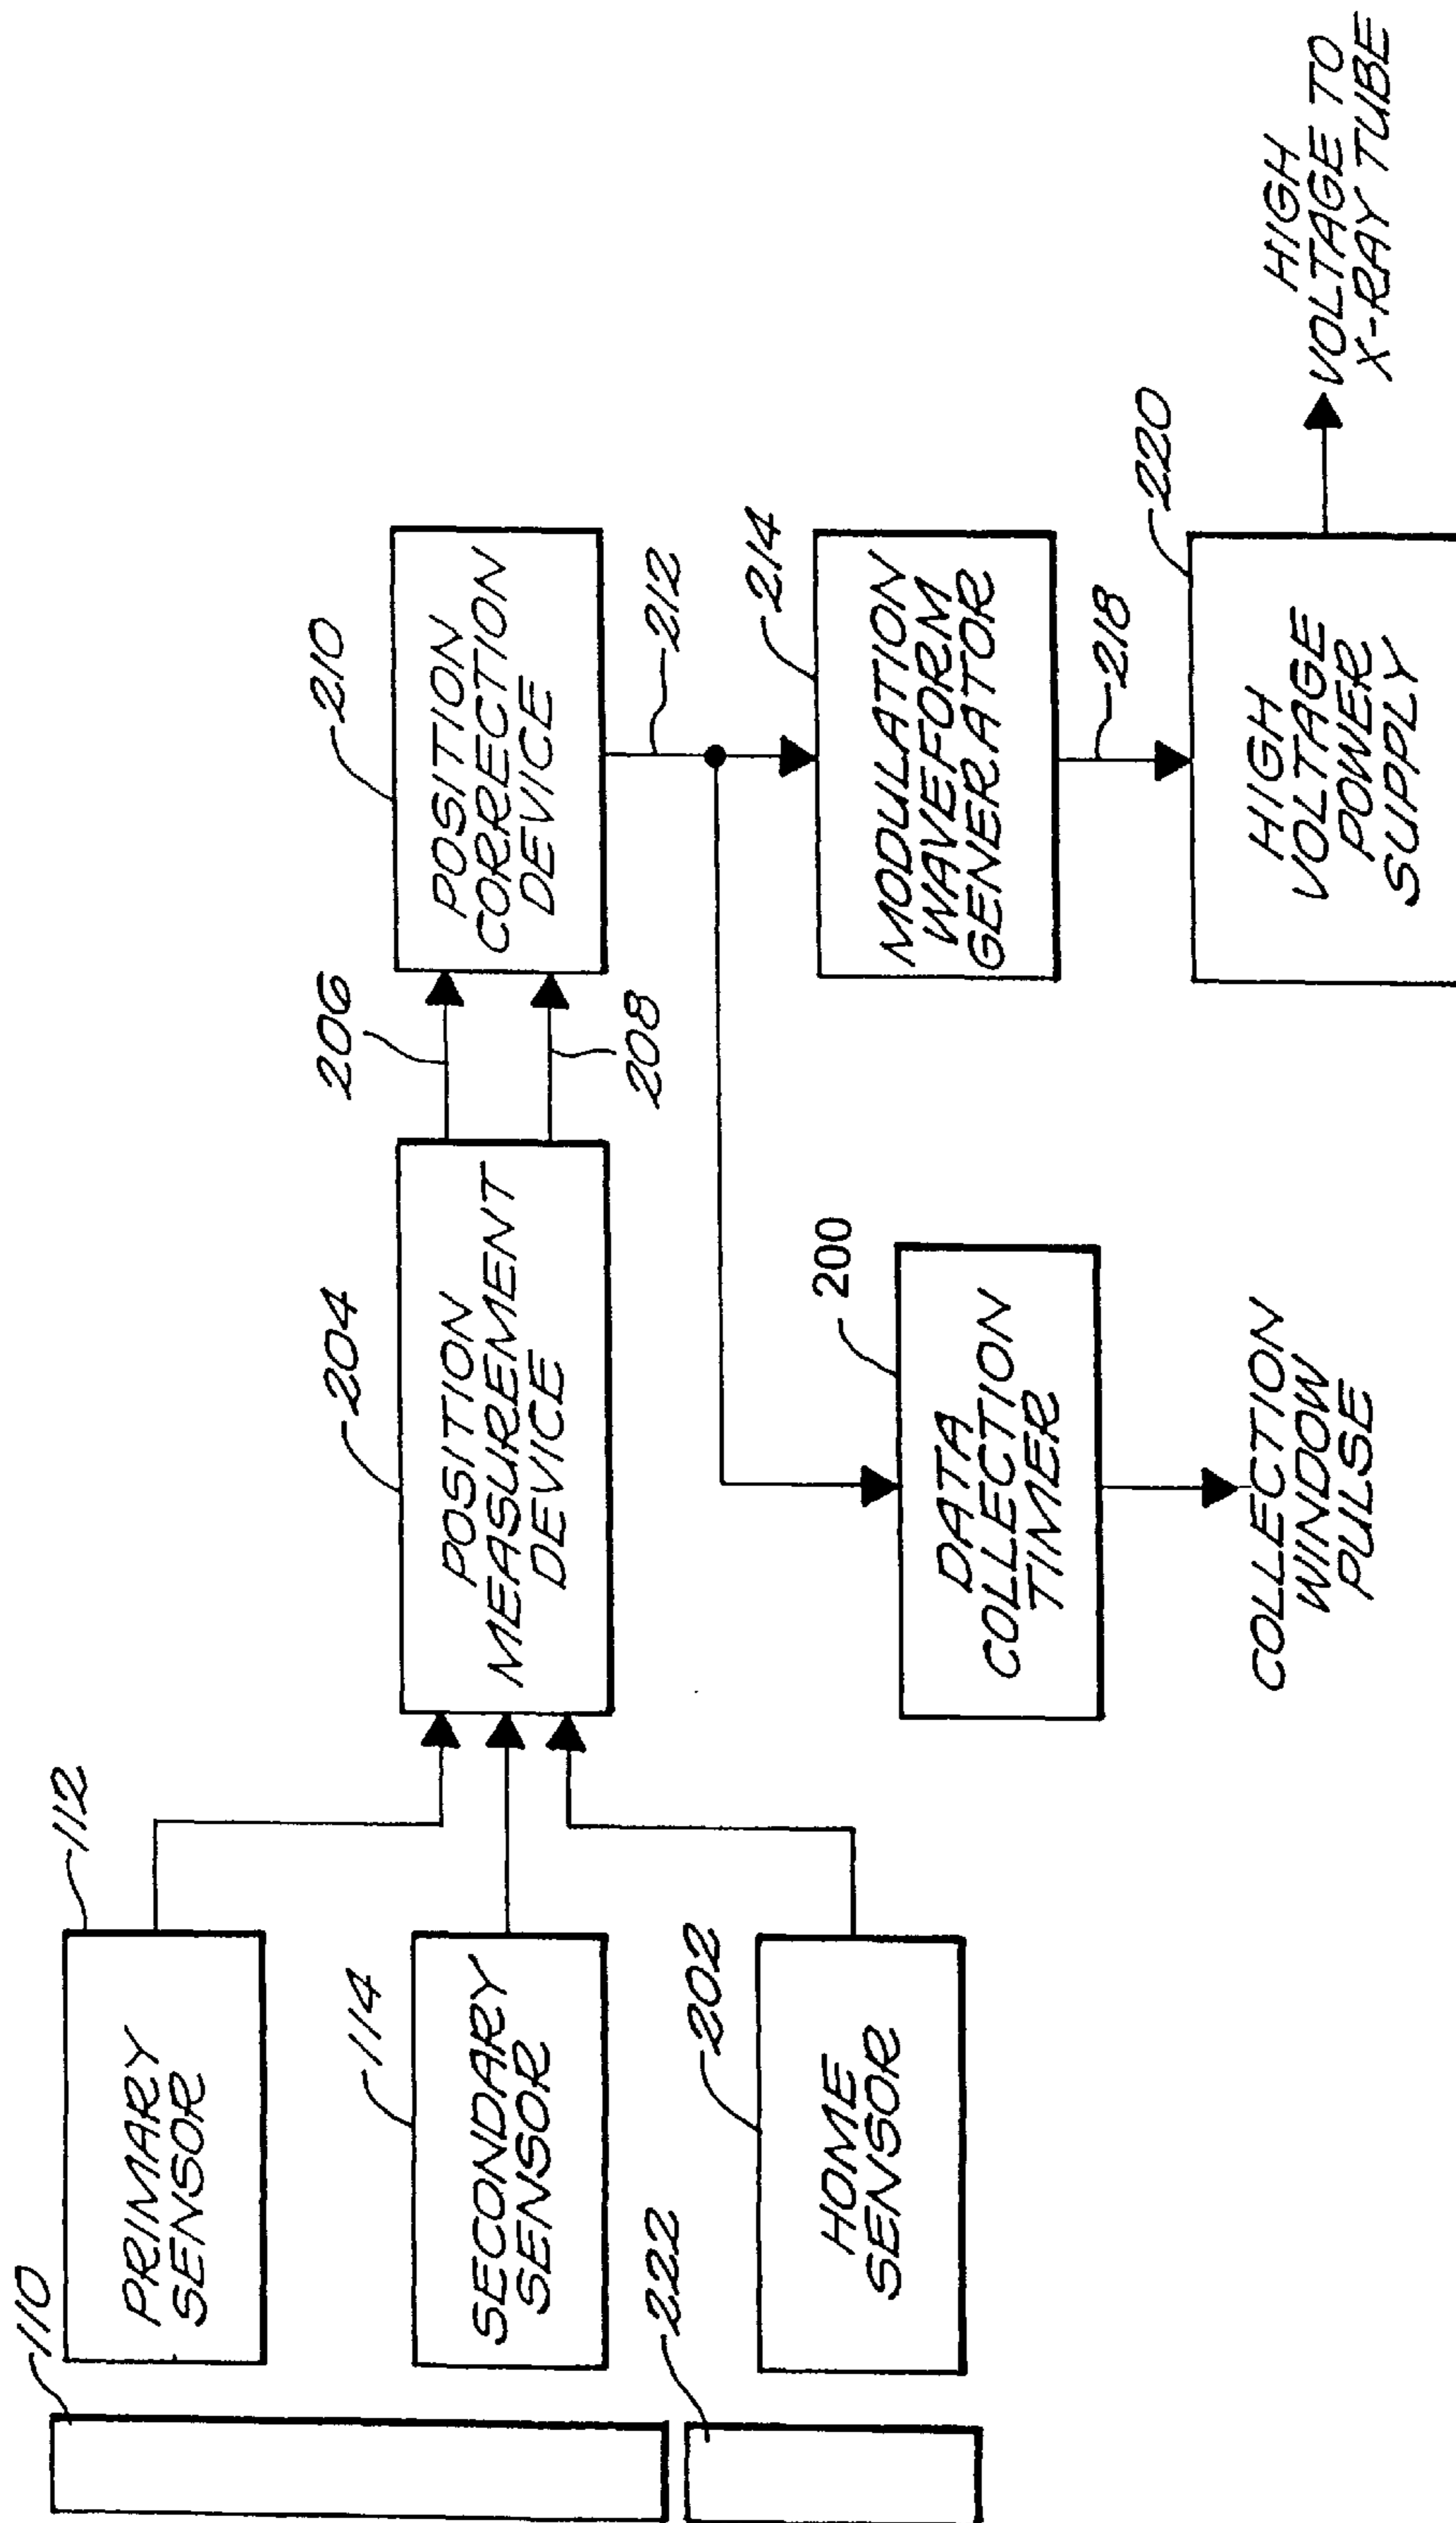 110
112
PRIMARY
SENSOR
114
SECONDARY
SENSOR
222
202
HOME
SENSOR
204
POSITION
MEASUREMENT
DEVICE
206
208
210
POSITION
CORRECTION
DEVICE
212
200
DATA
COLLECTION
TIMER
COLLECTION
WINDOW
PULSE
214
MODULATION
WAVEFORM
GENERATOR
218
220
HIGH
VOLTAGE
POWER
SUPPLY
HIGH
VOLTAGE TO
X-RAY TUBE